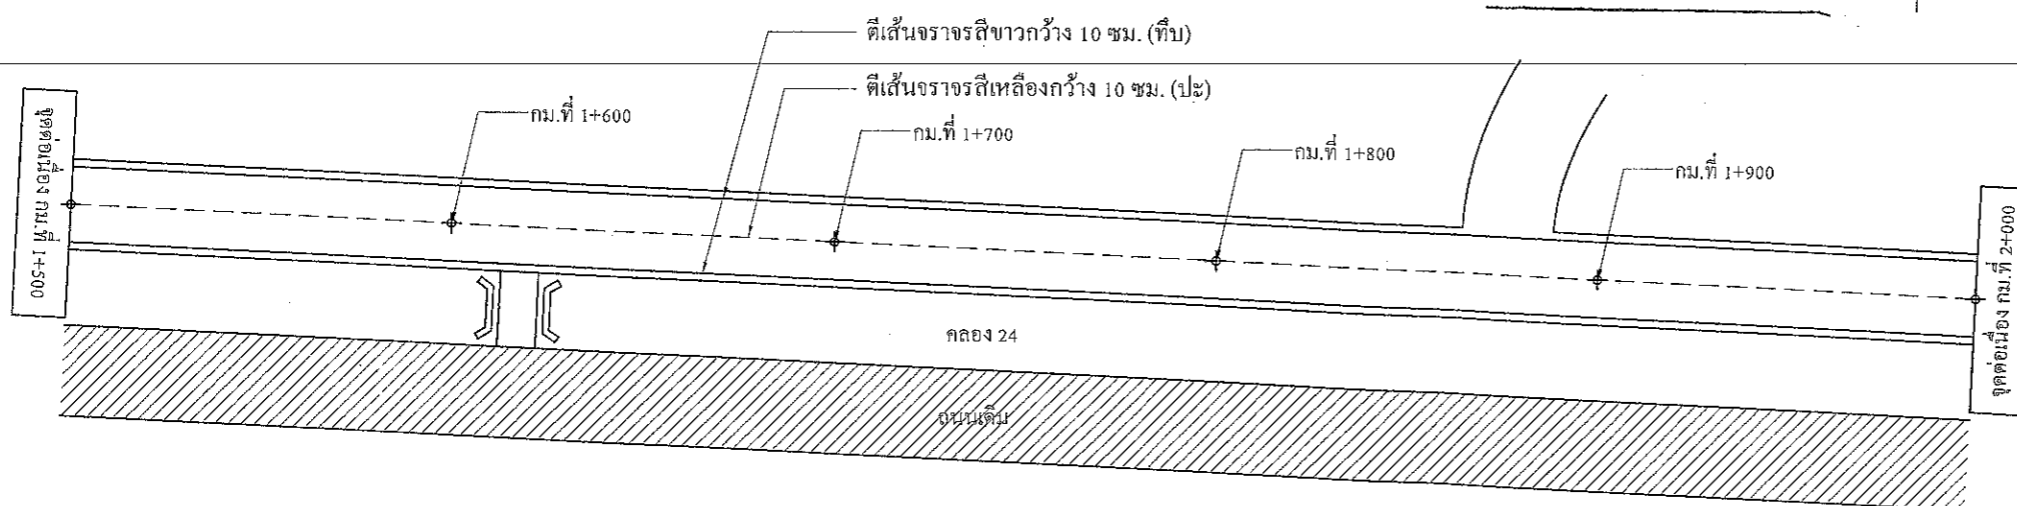 ตีเส้นจราจรสีขาวกว้าง 10 ซม. (ทึบ)
ตีเส้นจราจรสีเหลืองกว้าง 10 ซม. (ปะ)
กม.ที่ 1+600
กม.ที่ 1+700
กม.ที่ 1+800
กม.ที่ 1+900
จุดต่อเนื่อง กม.ที่ 1+500
จุดต่อเนื่อง กม.ที่ 2+000
คลอง 24
ถนนเดิม